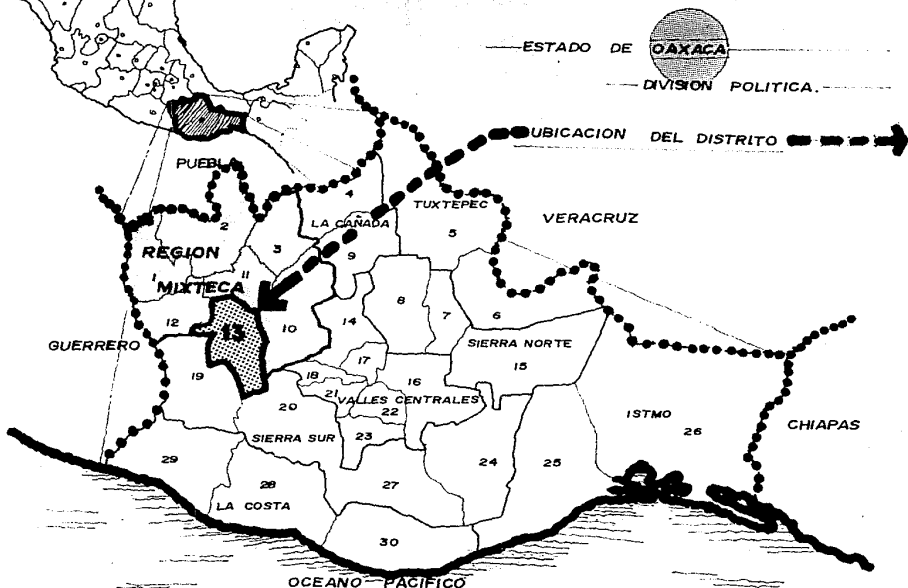 ESTADO DE OAXACA
DIVISION POLITICA.
UBICACION DEL DISTRITO
PUEBLA
4
TUXTEPEC
LA CAÑADA
VERACRUZ
2
5
3
REGION
9
1
11
MIXTECA
8
7
6
12
13
10
14
GUERRERO
SIERRA NORTE
17
15
19
18
16
21
VALLES CENTRALES
20
22
ISTMO
26
CHIAPAS
SIERRA SUR
23
29
24
25
28
27
LA COSTA
30
OCEANO PACIFICO